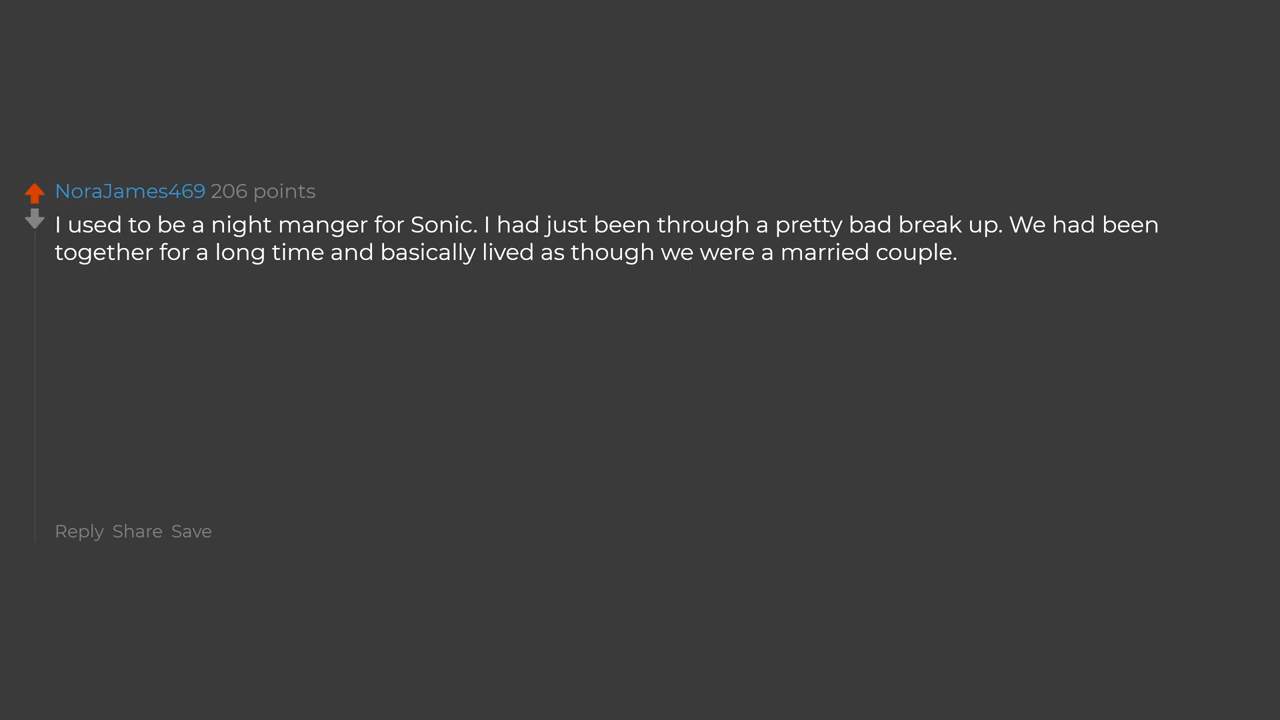 NoraJames469 206 points
I used to be a night manger for Sonic. I had just been through a pretty bad break up. We had been
together for a long time and basically lived as though we were a married couple.
Reply Share Save